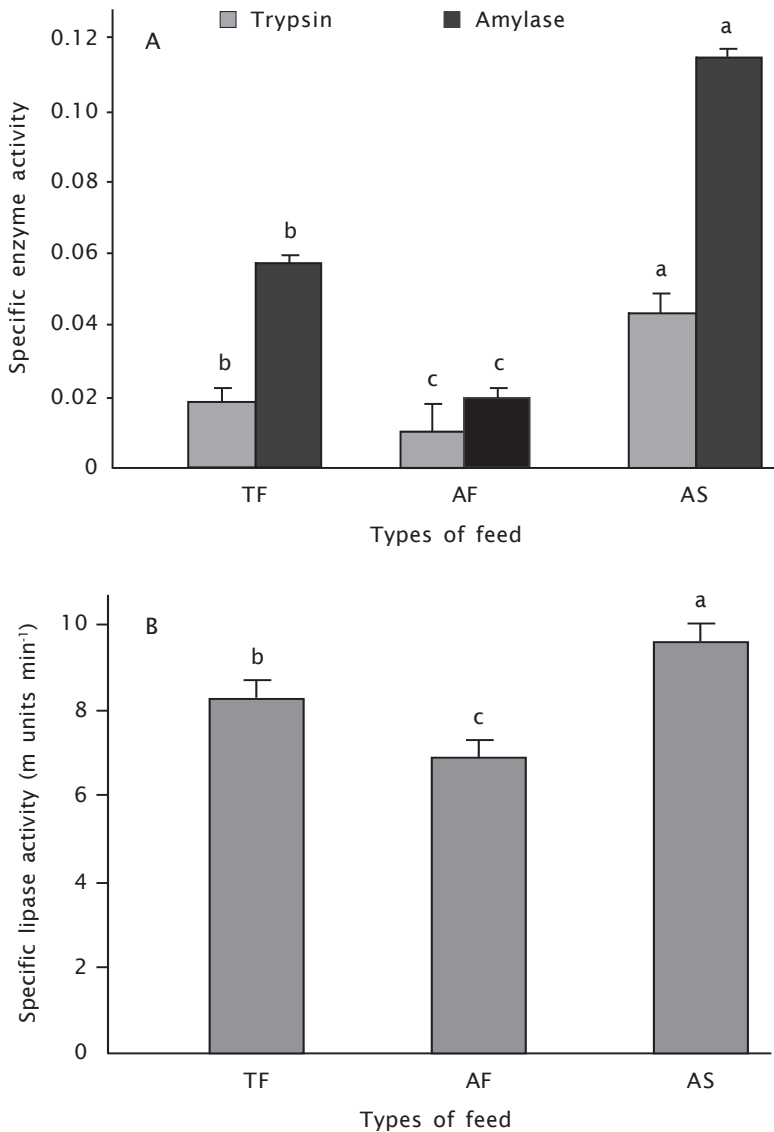 Trypsin Amylase
A
Specific enzyme activity
0.12
0.10
0.08
0.06
0.04
0.02
0
b b c c a a
TF AF AS
Types of feed
B
Specific lipase activity (m units min-1)
10
8
6
4
2
0
b c a
TF AF AS
Types of feed